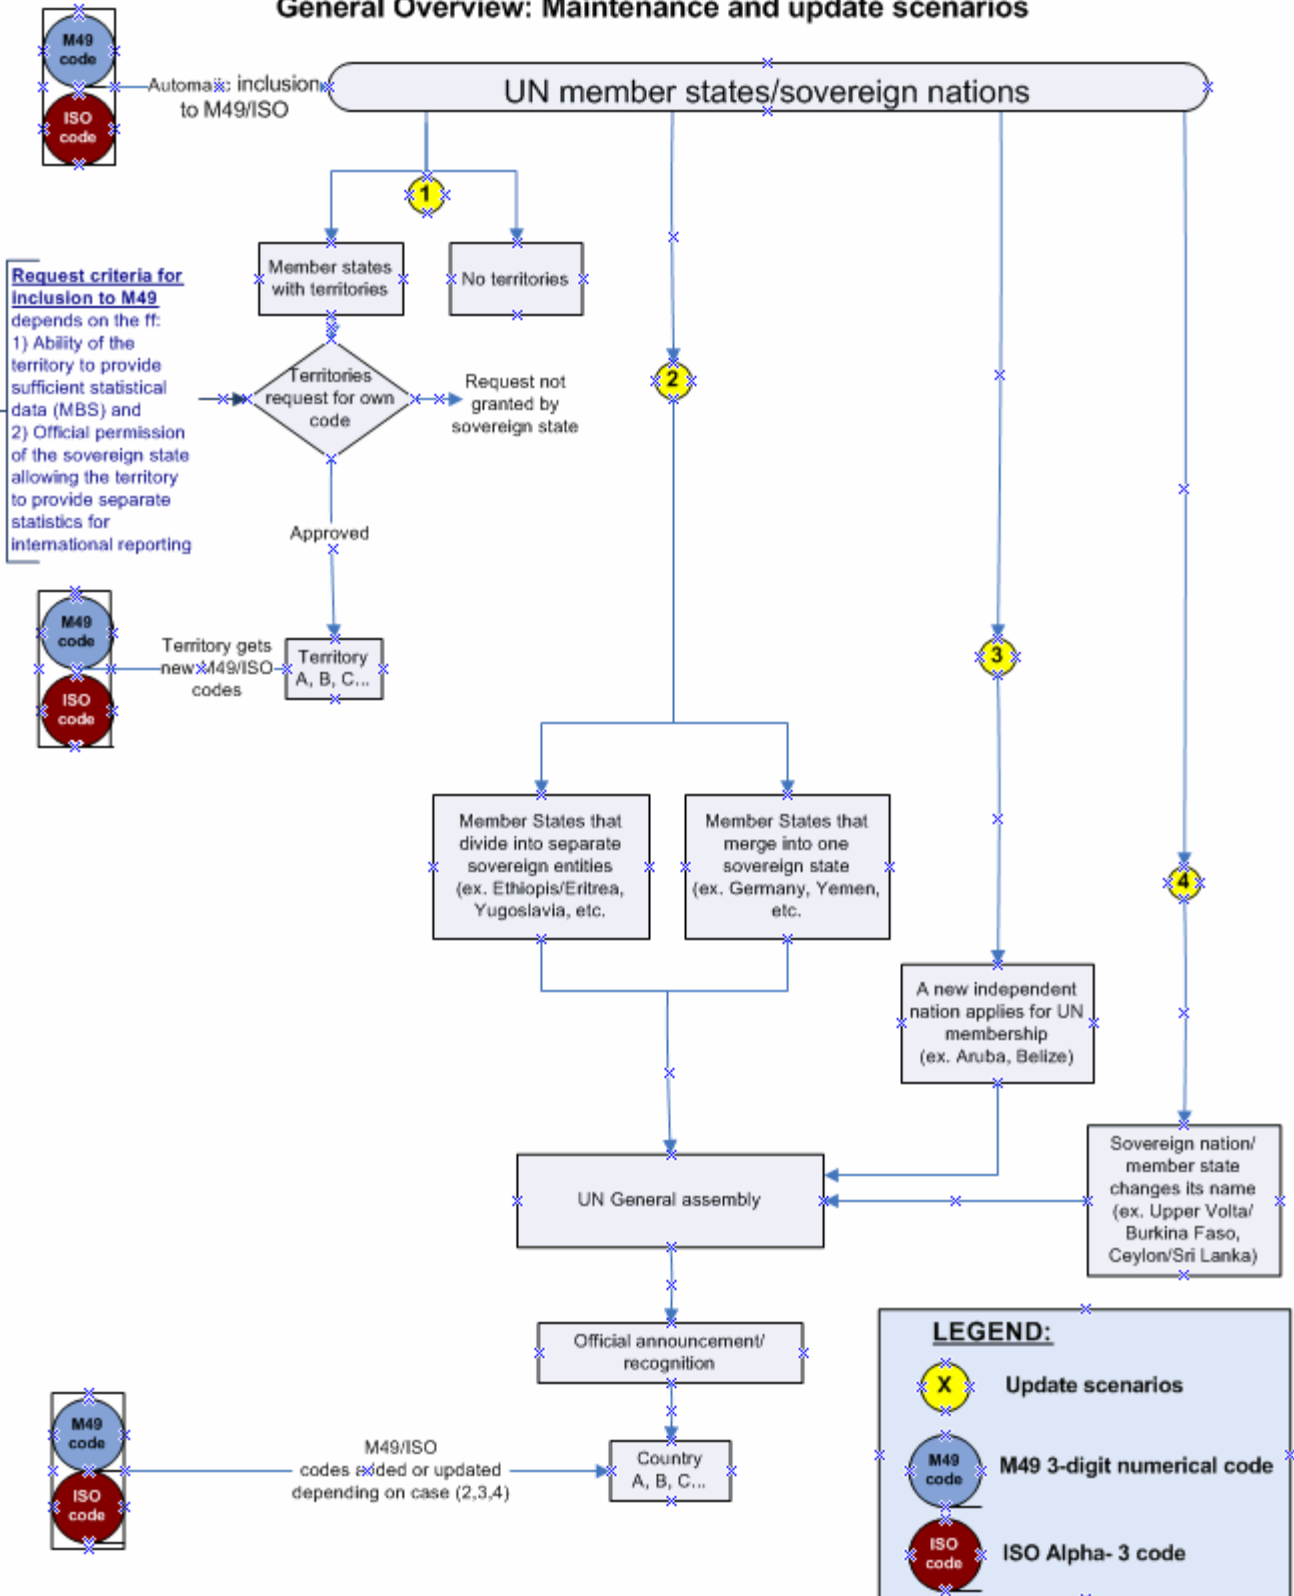 General Overview: Maintenance and update scenarios
M49
code
ISO
code
Automatic inclusion
to M49/ISO
UN member states/sovereign nations
1
Member states
with territories
No territories
Request criteria for
inclusion to M49
depends on the ff:
1) Ability of the
territory to provide
sufficient statistical
data (MBS) and
2) Official permission
of the sovereign state
allowing the territory
to provide separate
statistics for
international reporting
Territories
request for own
code
Request not
granted by
sovereign state
2
Approved
M49
code
ISO
code
Territory gets
new M49/ISO
codes
Territory
A, B, C...
3
Member States that
divide into separate
sovereign entities
(ex. Ethiopis/Eritrea,
Yugoslavia, etc.
Member States that
merge into one
sovereign state
(ex. Germany, Yemen,
etc.
4
A new independent
nation applies for UN
membership
(ex. Aruba, Belize)
UN General assembly
Sovereign nation/
member state
changes its name
(ex. Upper Volta/
Burkina Faso,
Ceylon/Sri Lanka)
Official announcement/
recognition
M49
code
ISO
code
M49/ISO
codes added or updated
depending on case (2,3,4)
Country
A, B, C...
LEGEND:
X
Update scenarios
M49
code
M49 3-digit numerical code
ISO
code
ISO Alpha- 3 code